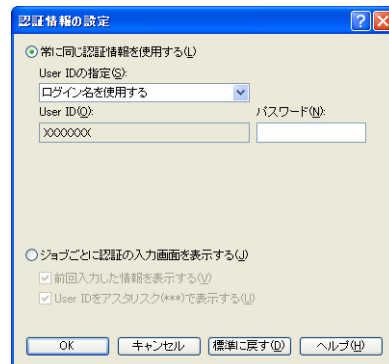 認証情報の設定
常に同じ認証情報を使用する(L)
User IDの指定(S):
ログイン名を使用する
User ID(O): パスワード(N):
XXXXXXX
ジョブごとに認証の入力画面を表示する(J)
前回入力した情報を表示する(V)
User IDをアスタリスク(***)で表示する(U)
OK キャンセル 標準に戻す(D) ヘルプ(H)